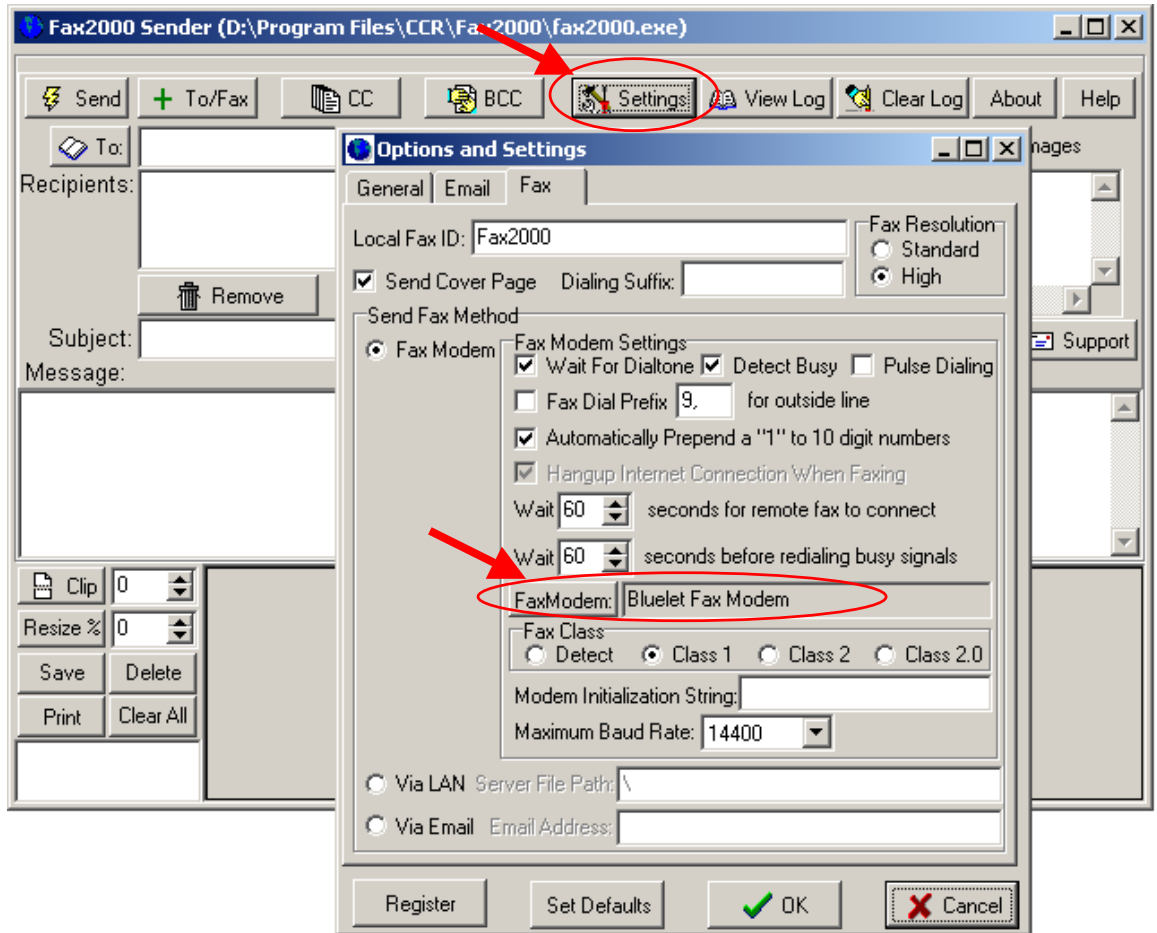 Fax2000 Sender (D:\Program Files\CCR\Fax2000\fax2000.exe)
Send To/Fax CC BCC Settings View Log Clear Log About Help
To:
Recipients:
Remove
Subject:
Message:
Support
Options and Settings
General Email Fax
Local Fax ID: Fax2000
Fax Resolution
Standard
High
Send Cover Page Dialing Suffix:
Send Fax Method
Fax Modem
Fax Modem Settings
Wait For Dialtone Detect Busy Pulse Dialing
Fax Dial Prefix 9, for outside line
Automatically Prepend a "1" to 10 digit numbers
Hangup Internet Connection When Faxing
Wait 60 seconds for remote fax to connect
Wait 60 seconds before redialing busy signals
FaxModem: Bluelet Fax Modem
Fax Class
Detect Class 1 Class 2 Class 2.0
Modem Initialization String:
Maximum Baud Rate: 14400
Via LAN Server File Path: \
Via Email Email Address:
Register Set Defaults OK Cancel
Clip 0
Resize % 0
Save Delete
Print Clear All